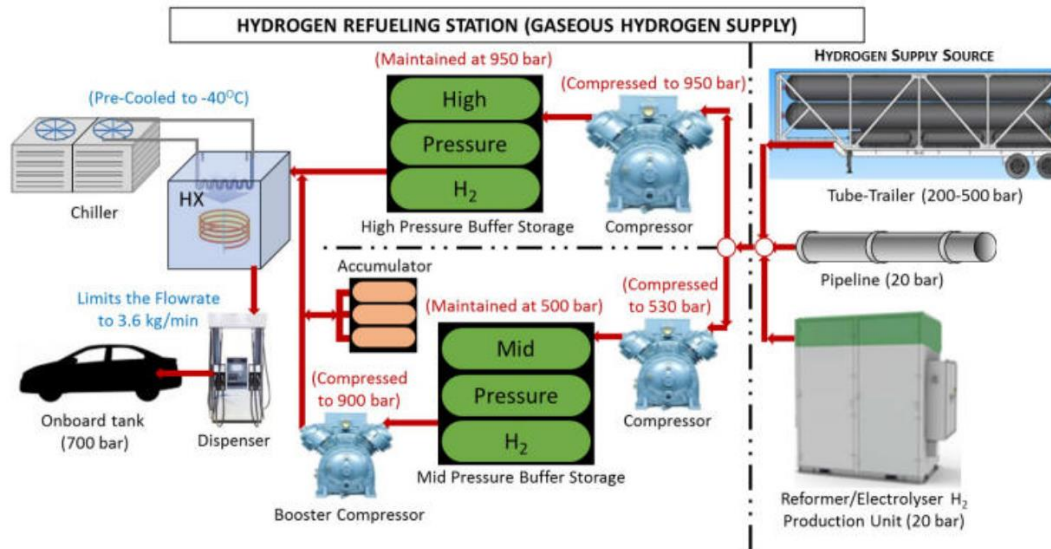 HYDROGEN REFUELING STATION (GASEOUS HYDROGEN SUPPLY)
HYDROGEN SUPPLY SOURCE
(Maintained at 950 bar)
(Compressed to 950 bar)
(Pre-Cooled to -40⁰C)
High
Pressure
H₂
HX
Chiller
High Pressure Buffer Storage
Compressor
Tube-Trailer (200-500 bar)
Accumulator
Pipeline (20 bar)
Limits the Flowrate
to 3.6 kg/min
(Maintained at 500 bar)
(Compressed
to 530 bar)
Mid
Pressure
H₂
(Compressed
to 900 bar)
Onboard tank
(700 bar)
Dispenser
Compressor
Mid Pressure Buffer Storage
Booster Compressor
Reformer/Electrolyser H₂
Production Unit (20 bar)